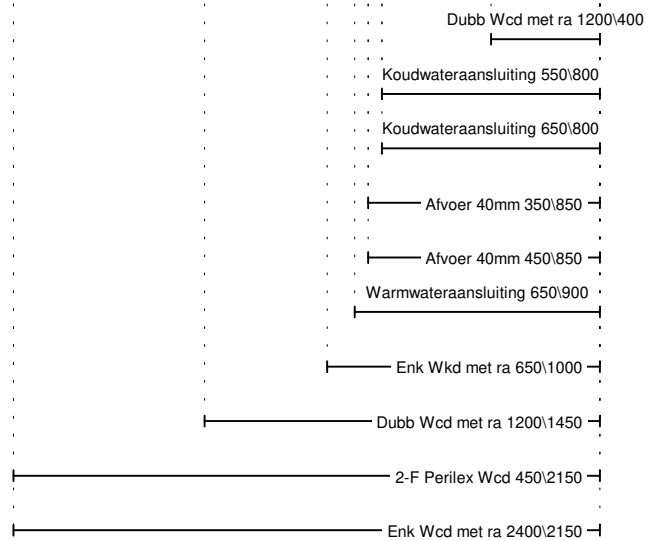 Dubb Wcd met ra 1200\400
Koudwateraansluiting 550\800
Koudwateraansluiting 650\800
Afvoer 40mm 350\850
Afvoer 40mm 450\850
Warmwateraansluiting 650\900
Enk Wkd met ra 650\1000
Dubb Wcd met ra 1200\1450
2-F Perilex Wcd 450\2150
Enk Wcd met ra 2400\2150